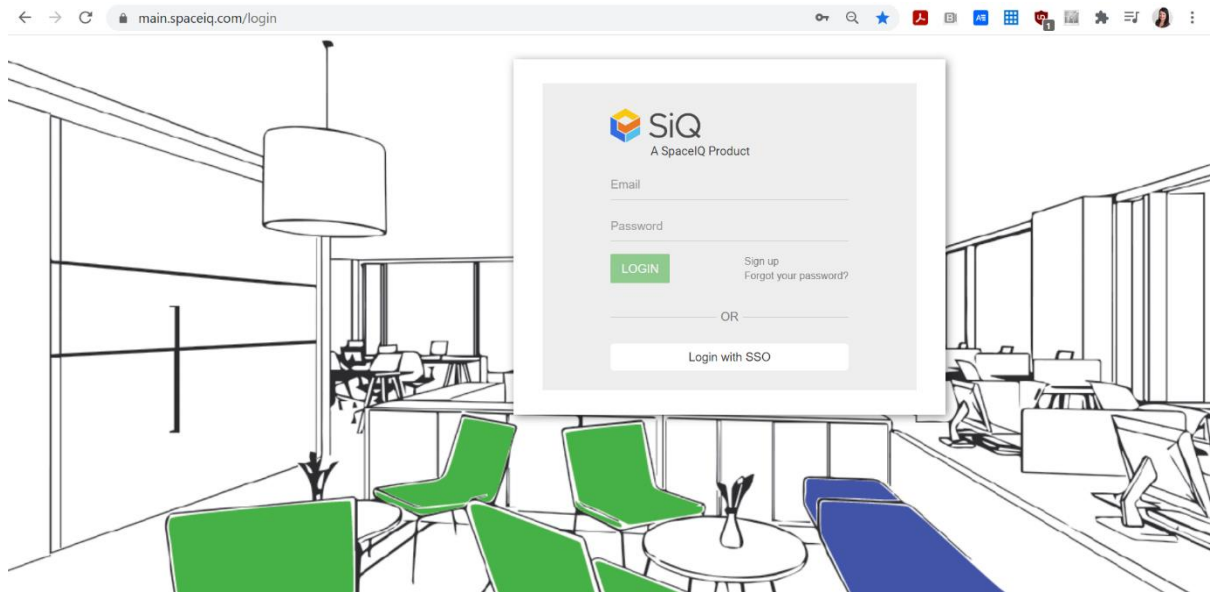 main.spaceiq.com/login
SiQ
A SpaceIQ Product
Email
Password
LOGIN
Sign up
Forgot your password?
OR
Login with SSO